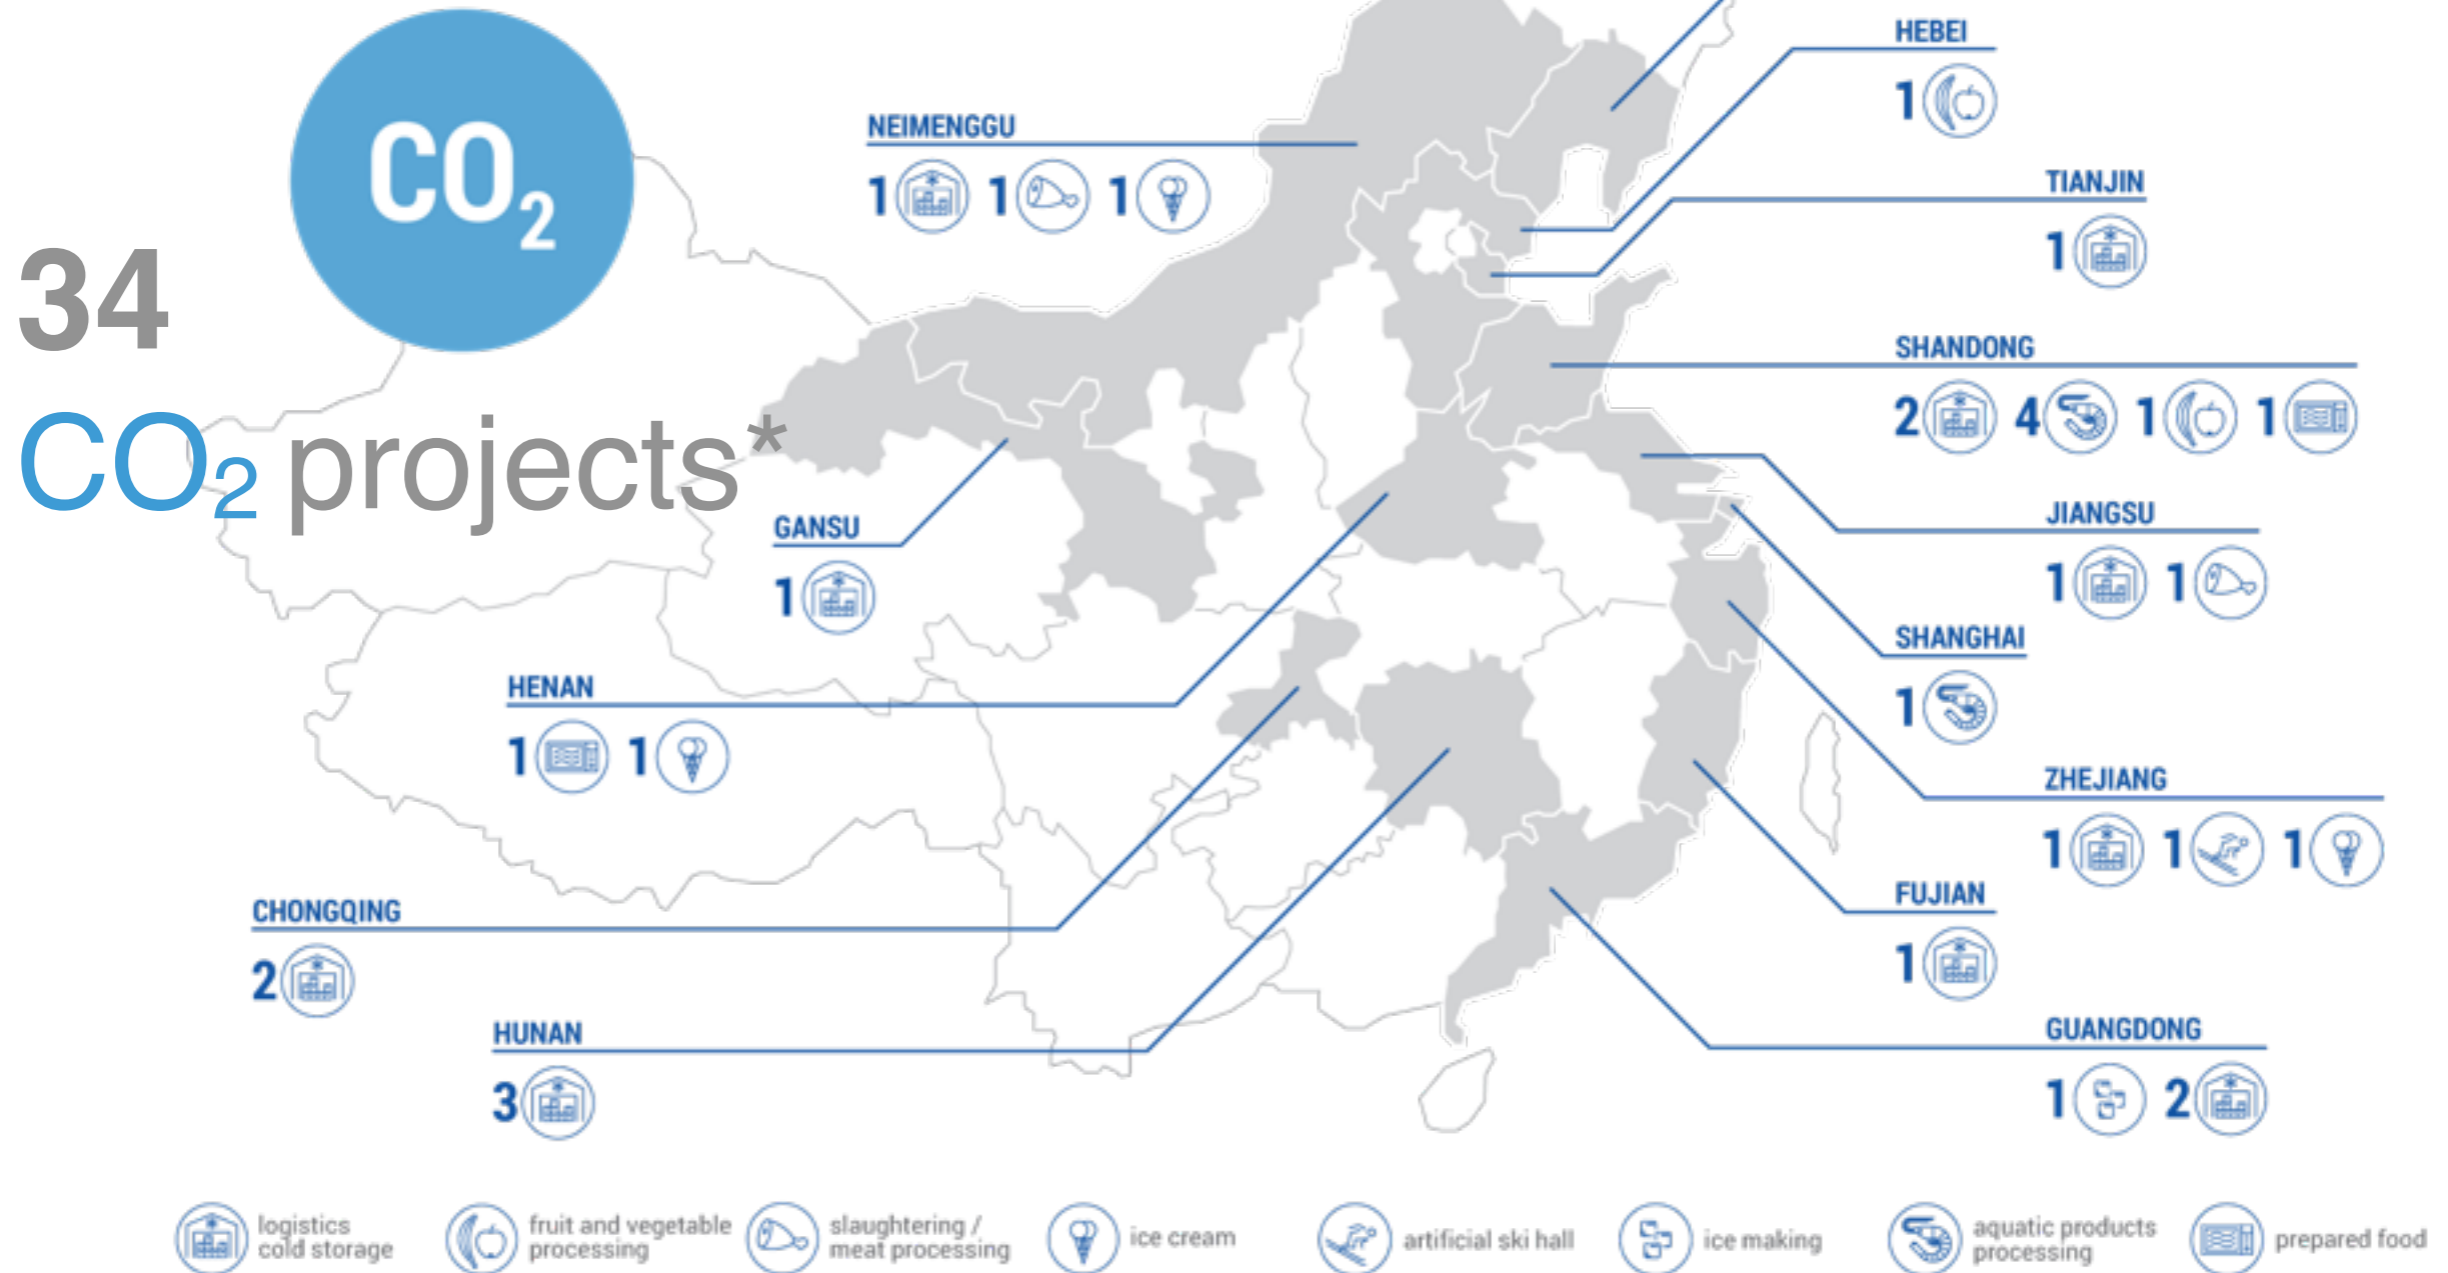 CO₂
34
CO₂ projects*
NEIMENGGU
1 1 1
HEBEI
1
TIANJIN
1
SHANDONG
2 4 1 1
GANSU
1
JIANGSU
1 1
SHANGHAI
1
HENAN
1 1
ZHEJIANG
1 1 1
CHONGQING
2
FUJIAN
1
HUNAN
3
GUANGDONG
1 2
logistics
cold storage
fruit and vegetable
processing
slaughtering /
meat processing
ice cream
artificial ski hall
ice making
aquatic products
processing
prepared food